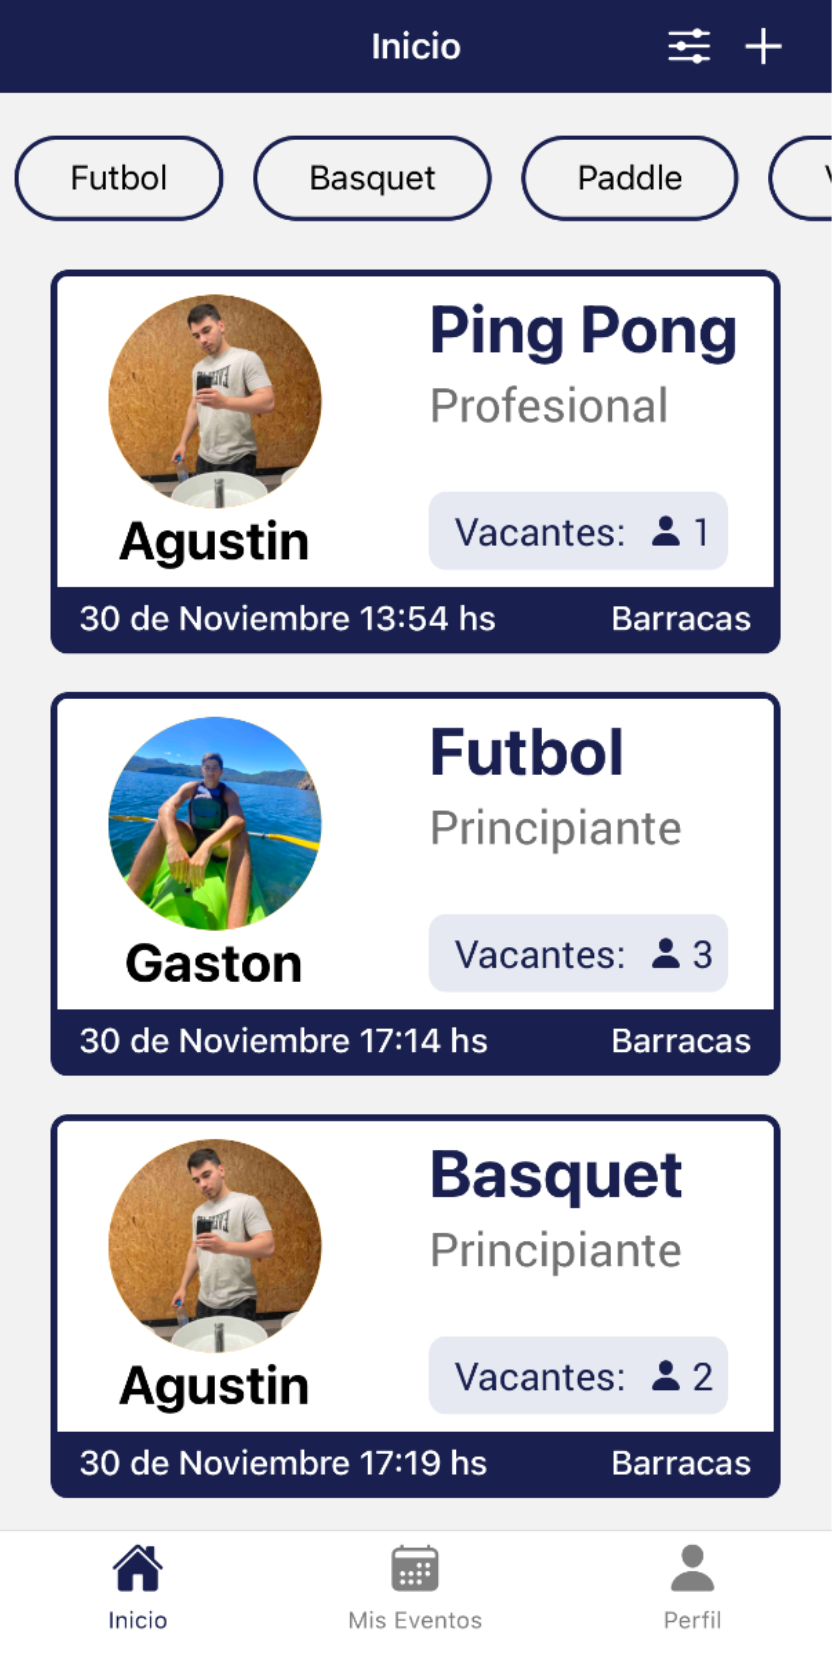 Inicio
Futbol Basquet Paddle
Ping Pong
Profesional
Vacantes: 1
Agustin
30 de Noviembre 13:54 hs Barracas
Futbol
Principiante
Vacantes: 3
Gaston
30 de Noviembre 17:14 hs Barracas
Basquet
Principiante
Vacantes: 2
Agustin
30 de Noviembre 17:19 hs Barracas
Inicio Mis Eventos Perfil